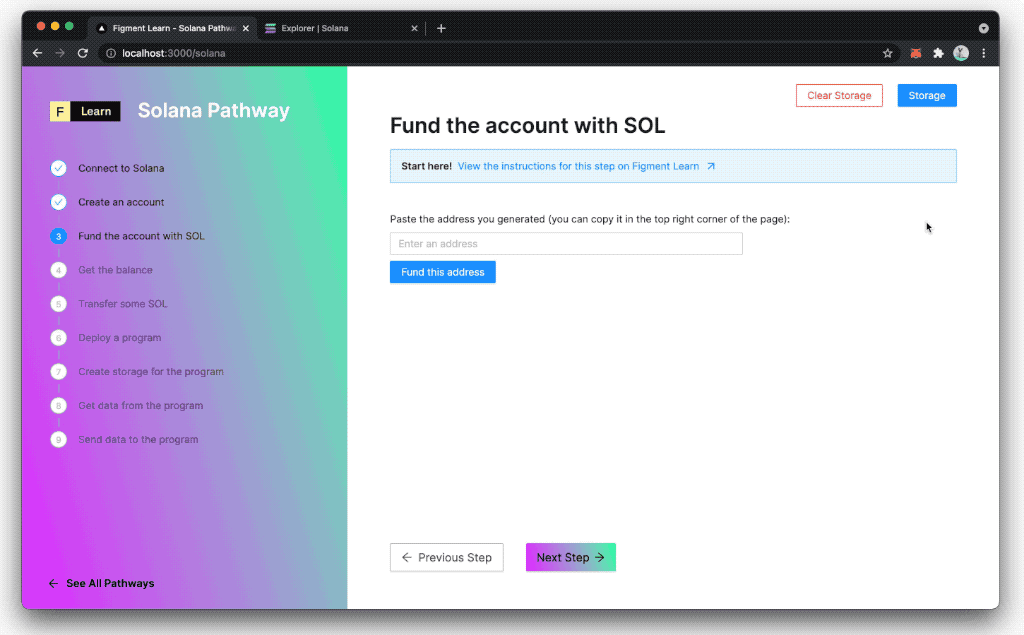 Figment Learn - Solana Pathwa
Explorer | Solana
localhost:3000/solana
F Learn
Solana Pathway
Connect to Solana
Create an account
3 Fund the account with SOL
4 Get the balance
5 Transfer some SOL
6 Deploy a program
7 Create storage for the program
8 Get data from the program
9 Send data to the program
See All Pathways
Clear Storage
Storage
Fund the account with SOL
Start here! View the instructions for this step on Figment Learn
Paste the address you generated (you can copy it in the top right corner of the page):
Enter an address
Fund this address
Previous Step
Next Step